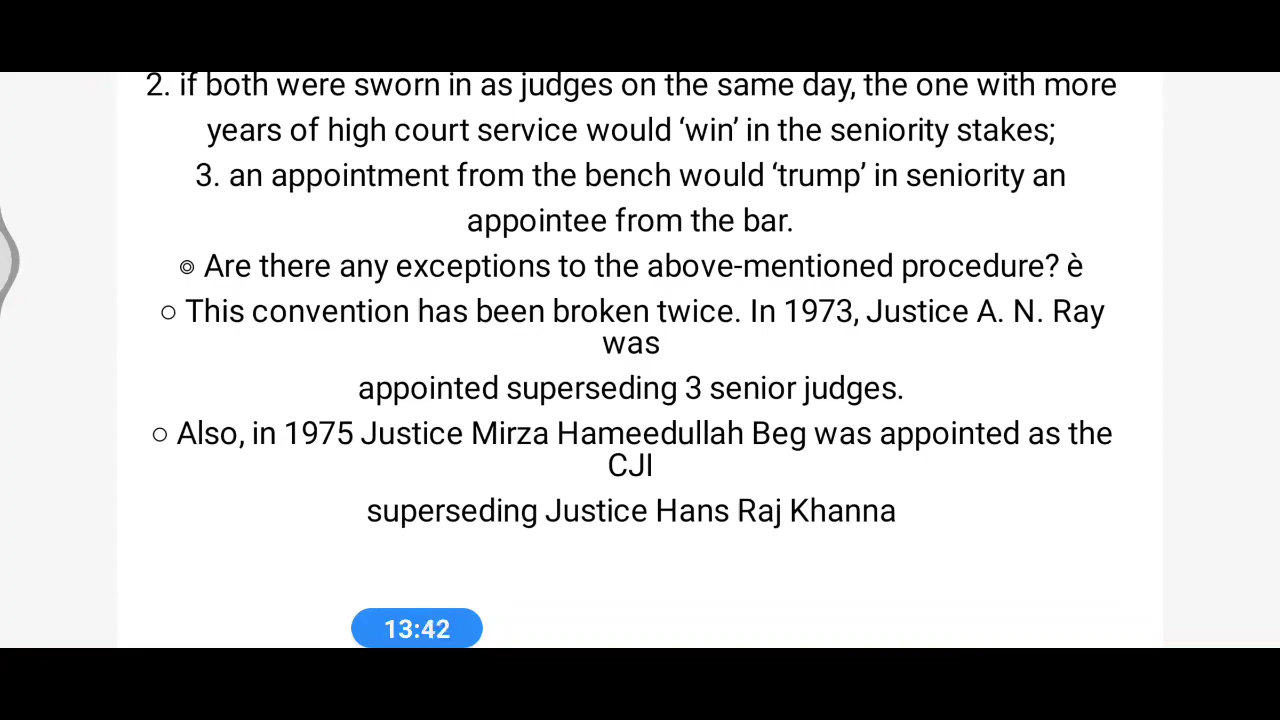 2. if both were sworn in as judges on the same day, the one with more
years of high court service would ‘win’ in the seniority stakes;
3. an appointment from the bench would ‘trump’ in seniority an
appointee from the bar.
◎ Are there any exceptions to the above-mentioned procedure? è
○ This convention has been broken twice. In 1973, Justice A. N. Ray
was
appointed superseding 3 senior judges.
○ Also, in 1975 Justice Mirza Hameedullah Beg was appointed as the
CJI
superseding Justice Hans Raj Khanna
13:42